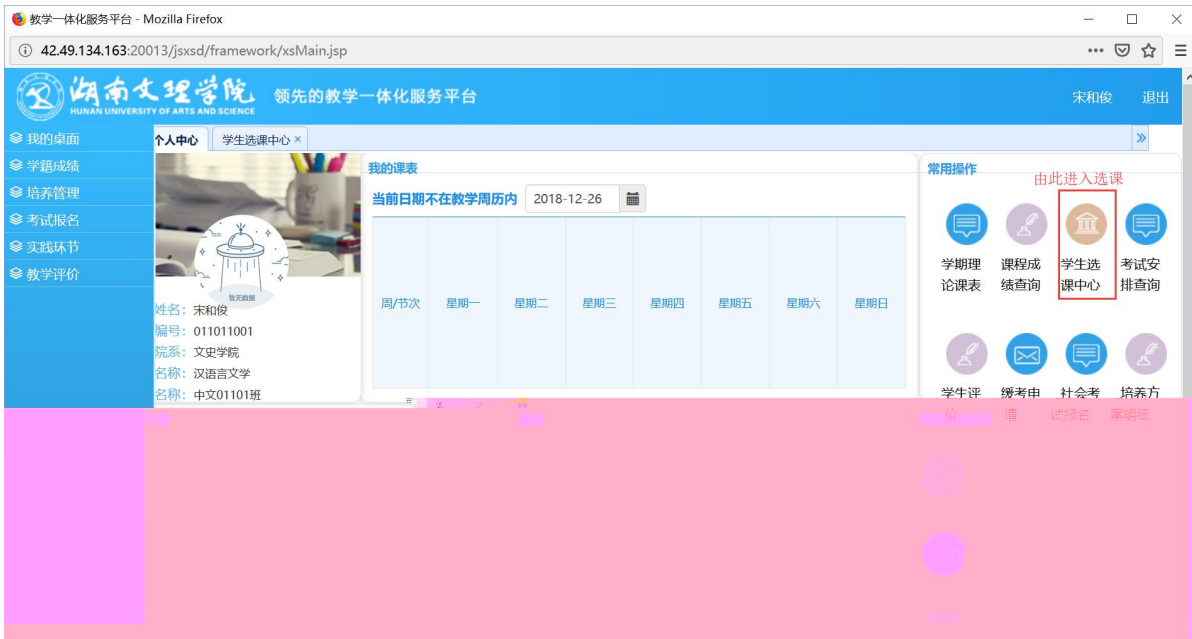 教学一体化服务平台 - Mozilla Firefox
42.49.134.163:20013/jsxsd/framework/xsMain.jsp
湖南文理学院
HUNAN UNIVERSITY OF ARTS AND SCIENCE
领先的教学一体化服务平台
宋和俊 退出
我的桌面
学籍成绩
培养管理
考试报名
实践环节
教学评价
个人中心 学生选课中心 ×
暂无数据
姓名：宋和俊
编号：011011001
院系：文史学院
名称：汉语言文学
名称：中文01101班
我的课表
当前日期不在教学周历内 2018-12-26
周/节次 星期一 星期二 星期三 星期四 星期五 星期六 星期日
常用操作
由此进入选课
学期理论课表
课程成绩查询
学生选课中心
考试安排查询
学生评价
缓考申请
社会考试报名
培养方案明细